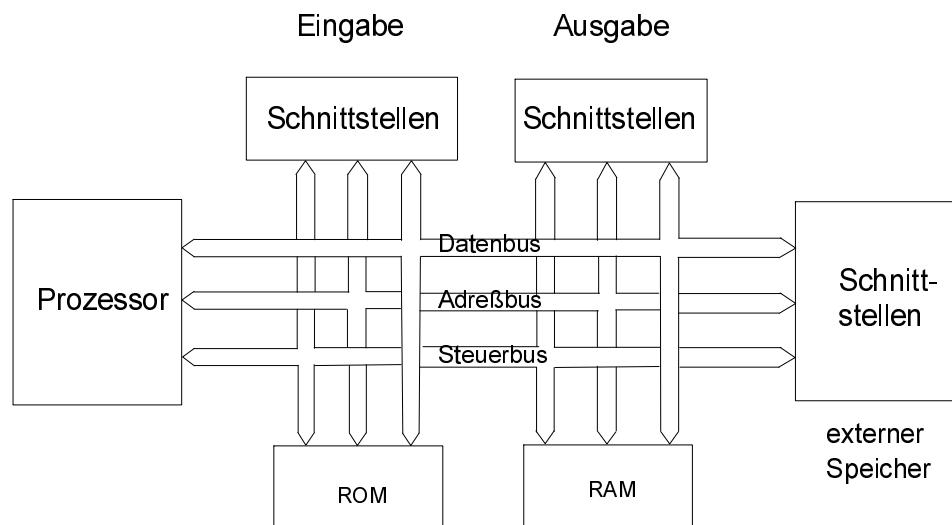 Eingabe
Ausgabe
Schnittstellen
Schnittstellen
Prozessor
Datenbus
Adreßbus
Steuerbus
Schnitt-
stellen
externer
Speicher
ROM
RAM